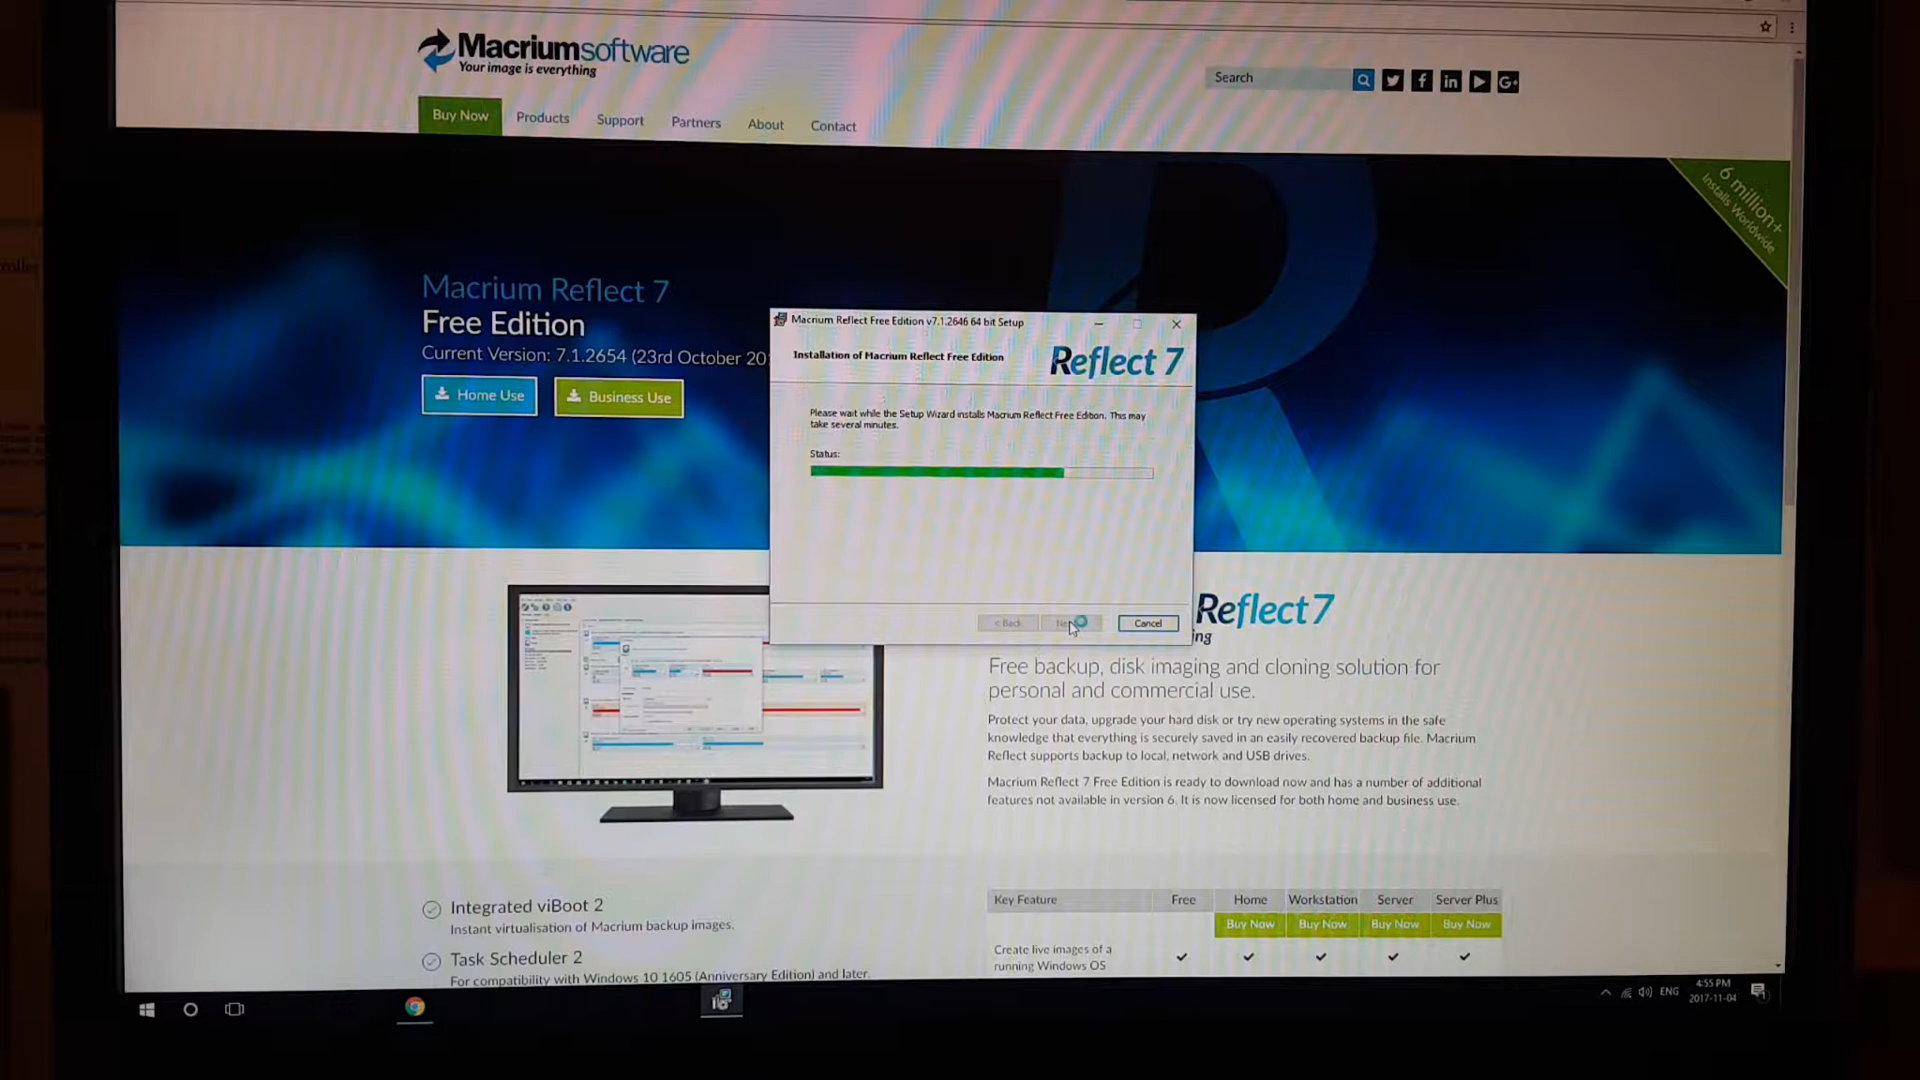 Macriumsoftware
Your image is everything
Search
Buy Now
Products
Support
Partners
About
Contact
6 million+
Installs Worldwide
Macrium Reflect 7
Free Edition
Current Version: 7.1.2654 (23rd October 20
Home Use
Business Use
Macrium Reflect Free Edition v7.1.2646 64 bit Setup
Installation of Macrium Reflect Free Edition
Reflect 7
Please wait while the Setup Wizard installs Macrium Reflect Free Edition. This may
take several minutes.
Status:
< Back
Cancel
Reflect 7
ing
Free backup, disk imaging and cloning solution for
personal and commercial use.
Protect your data, upgrade your hard disk or try new operating systems in the safe
knowledge that everything is securely saved in an easily recovered backup file. Macrium
Reflect supports backup to local, network and USB drives.
Macrium Reflect 7 Free Edition is ready to download now and has a number of additional
features not available in version 6. It is now licensed for both home and business use.
Integrated viBoot 2
Instant virtualisation of Macrium backup images.
Task Scheduler 2
For compatibility with Windows 10 1605 (Anniversary Edition) and later.
Key Feature
Free
Home
Workstation
Server
Server Plus
Buy Now
Buy Now
Buy Now
Buy Now
Create live images of a
running Windows OS
ENG
4:55 PM
2017-11-04